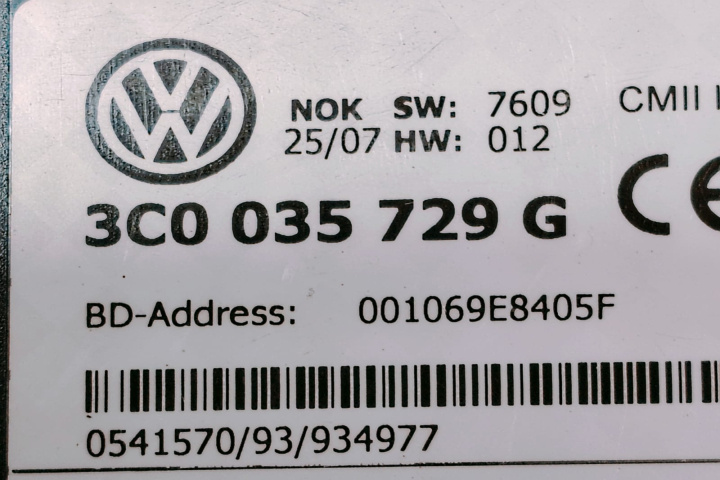 NOK SW: 7609 CMII
25/07 HW: 012
3C0 035 729 G
BD-Address: 001069E8405F
0541570/93/934977